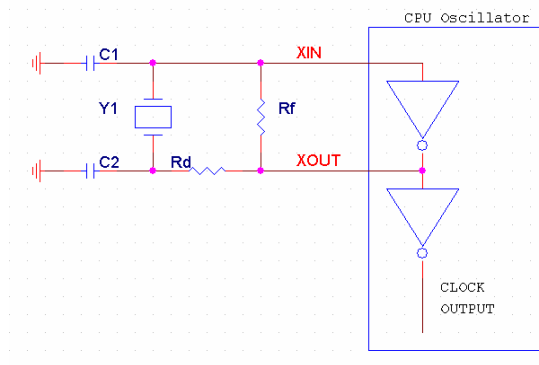 CPU Oscillator
C1
XIN
Y1
Rf
C2
Rd
XOUT
CLOCK
OUTPUT